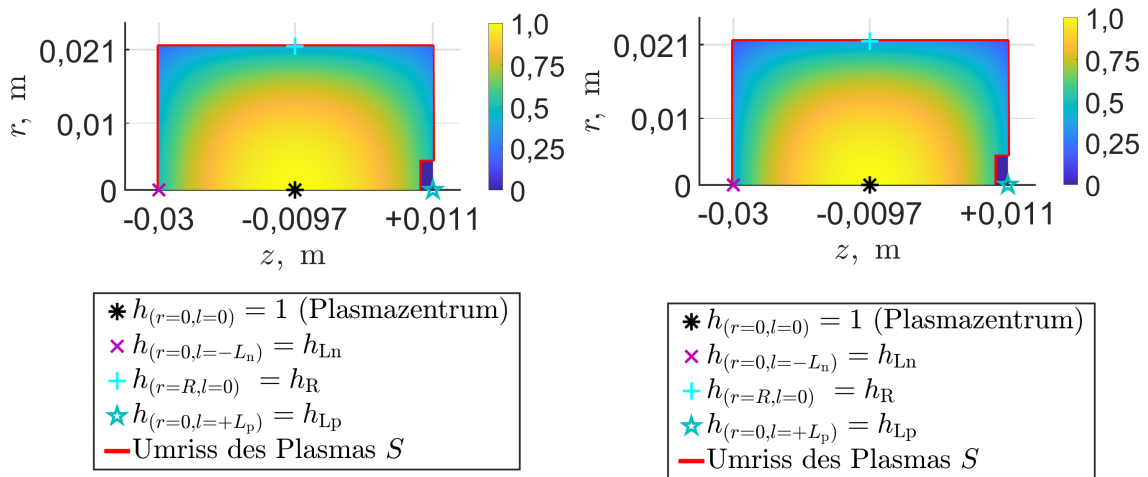 0,021
0,01
0
r, m
-0,03
-0,0097
+0,011
z, m
1,0
0,75
0,5
0,25
0
h(r=0,l=0) = 1 (Plasmazentrum)
h(r=0,l=−Ln) = hLn
h(r=R,l=0) = hR
h(r=0,l=+Lp) = hLp
Umriss des Plasmas S
0,021
0,01
0
r, m
-0,03
-0,0097
+0,011
z, m
1,0
0,75
0,5
0,25
0
h(r=0,l=0) = 1 (Plasmazentrum)
h(r=0,l=−Ln) = hLn
h(r=R,l=0) = hR
h(r=0,l=+Lp) = hLp
Umriss des Plasmas S